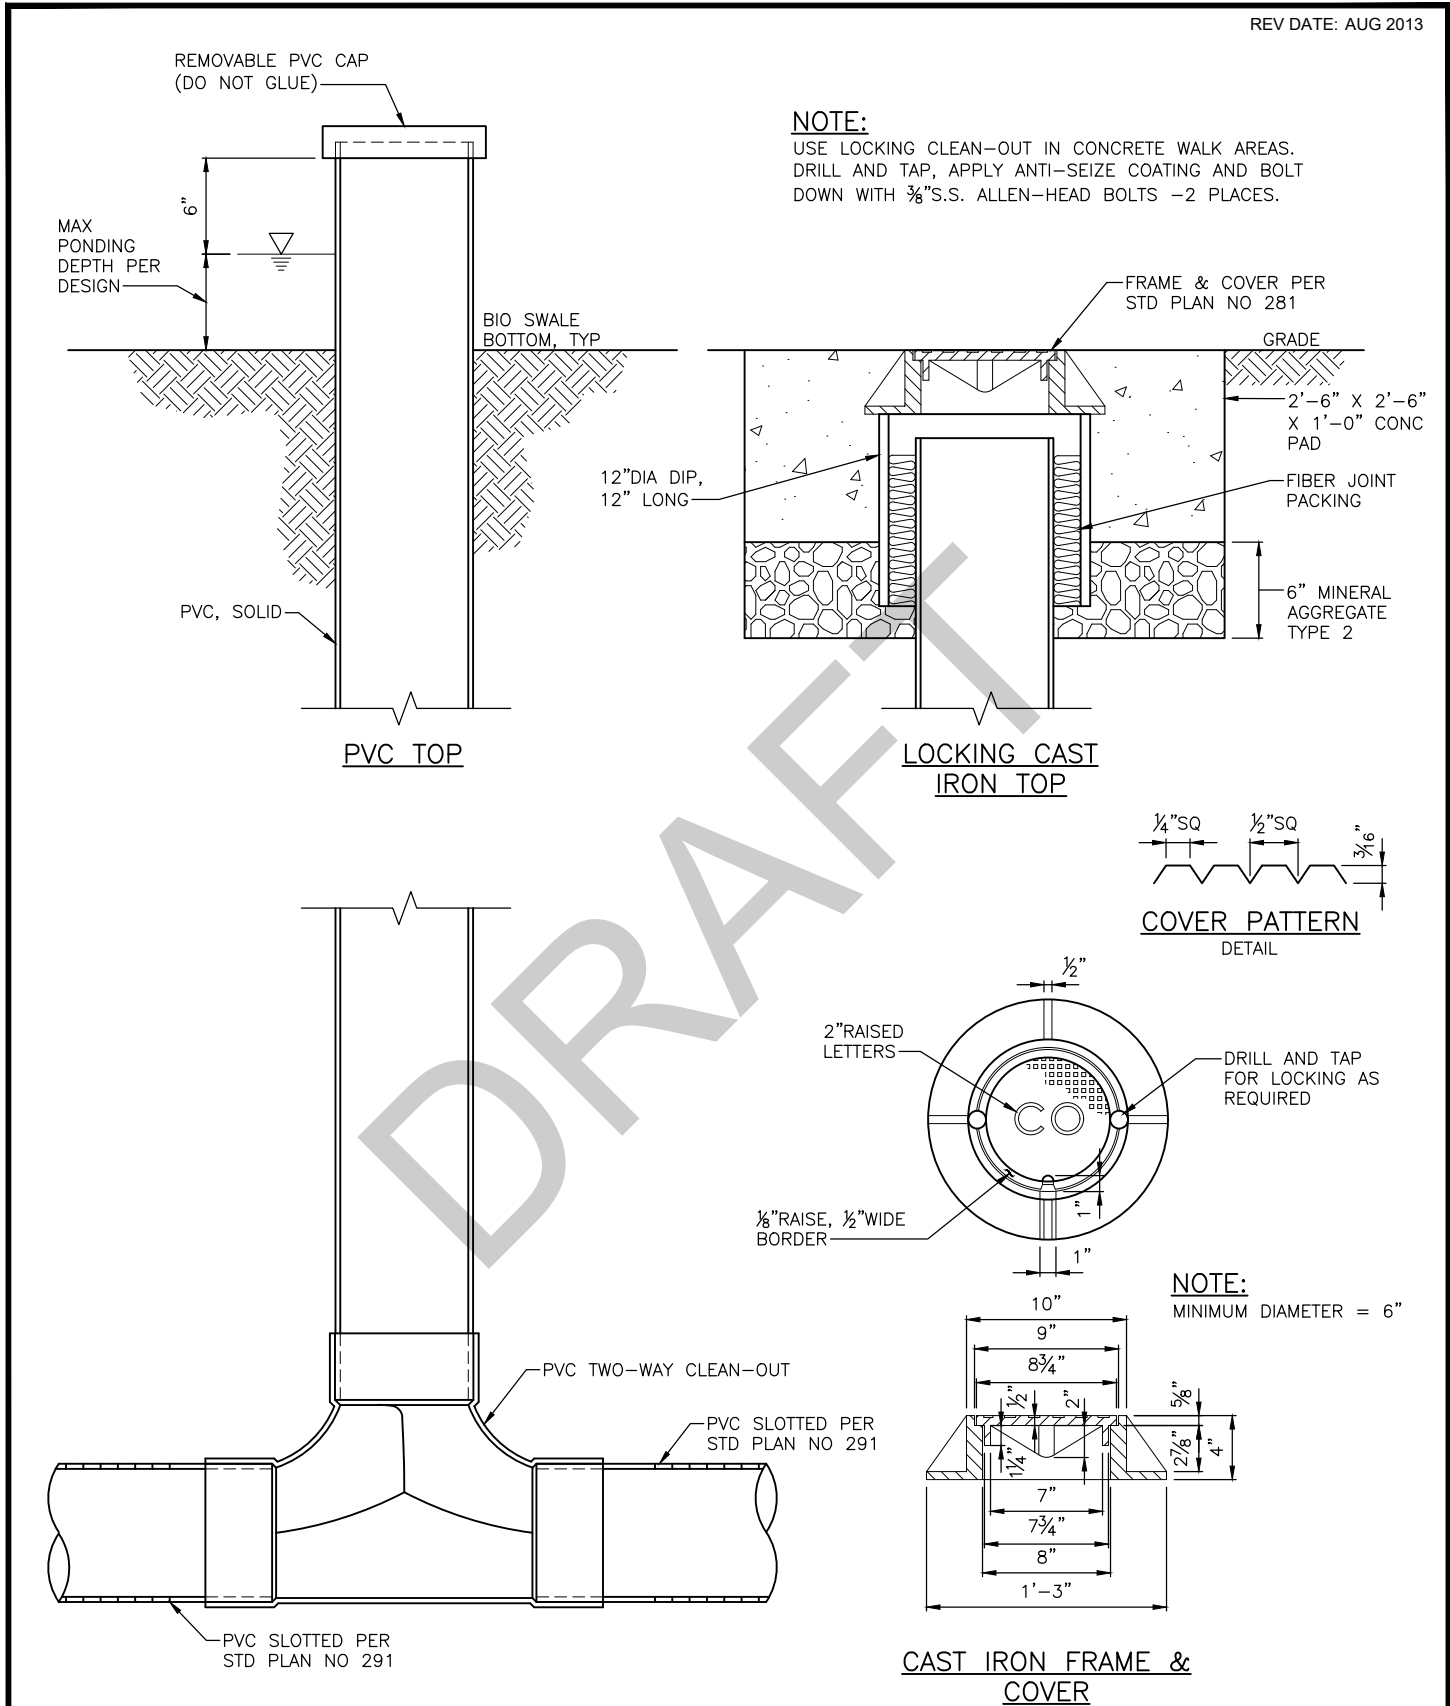 REV DATE: AUG 2013
REMOVABLE PVC CAP
(DO NOT GLUE)
6"
MAX
PONDING
DEPTH PER
DESIGN
BIO SWALE
BOTTOM, TYP
PVC, SOLID
PVC TOP
NOTE:
USE LOCKING CLEAN-OUT IN CONCRETE WALK AREAS.
DRILL AND TAP, APPLY ANTI-SEIZE COATING AND BOLT
DOWN WITH ⅜"S.S. ALLEN-HEAD BOLTS -2 PLACES.
FRAME & COVER PER
STD PLAN NO 281
GRADE
2'-6" X 2'-6"
X 1'-0" CONC
PAD
12"DIA DIP,
12" LONG
FIBER JOINT
PACKING
6" MINERAL
AGGREGATE
TYPE 2
LOCKING CAST
IRON TOP
¼"SQ
½"SQ
3/16"
COVER PATTERN
DETAIL
½"
2"RAISED
LETTERS
DRILL AND TAP
FOR LOCKING AS
REQUIRED
CO
⅛"RAISE, ½"WIDE
BORDER
1"
1"
NOTE:
MINIMUM DIAMETER = 6"
10"
9"
8¾"
½"
2"
1¼"
⅝"
2⅞"
4"
7"
7¾"
8"
1'-3"
CAST IRON FRAME &
COVER
PVC TWO-WAY CLEAN-OUT
PVC SLOTTED PER
STD PLAN NO 291
PVC SLOTTED PER
STD PLAN NO 291
DRAFT